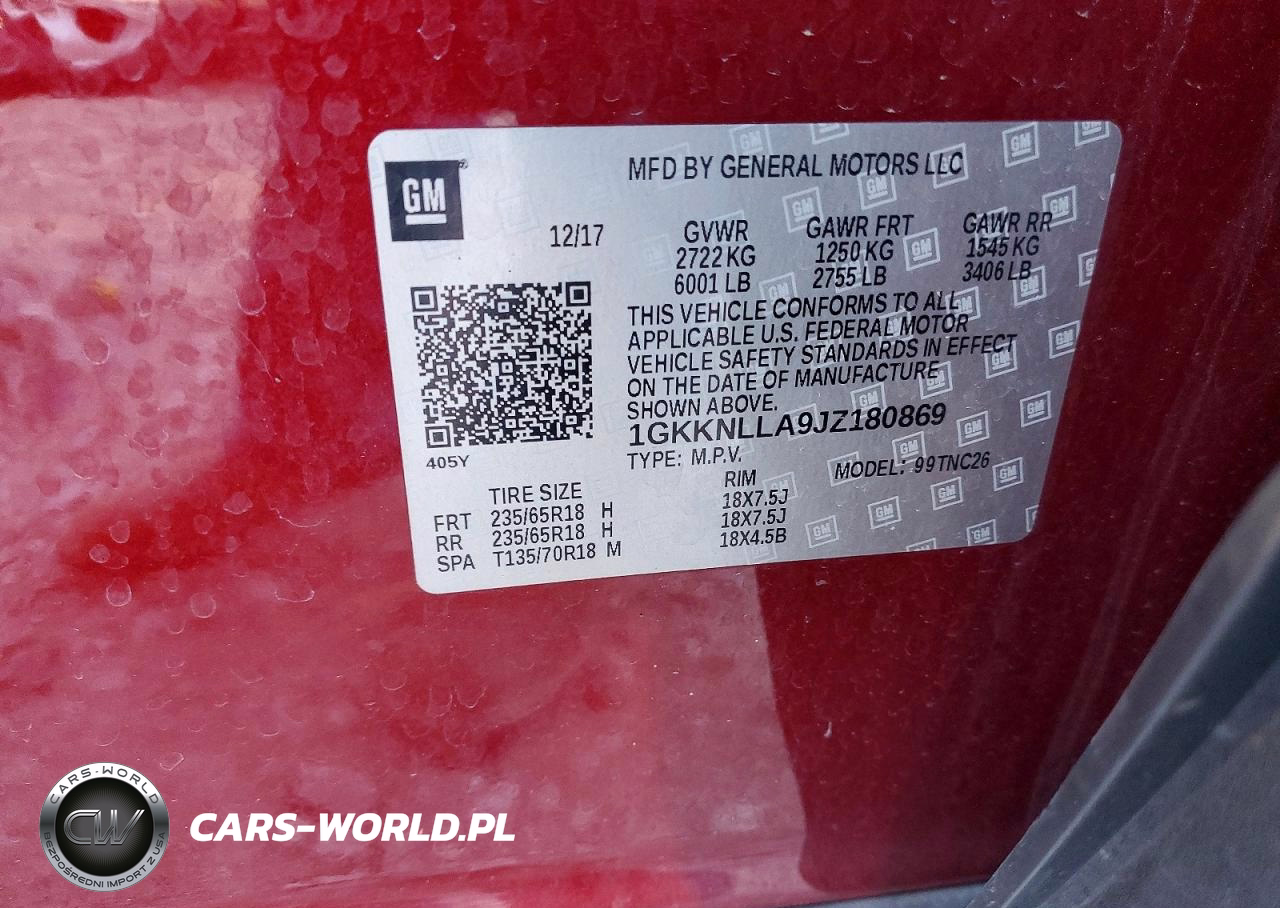 GM
MFD BY GENERAL MOTORS LLC
12/17
GVWR GAWR FRT GAWR RR
2722 KG 1250 KG 1545 KG
6001 LB 2755 LB 3406 LB
THIS VEHICLE CONFORMS TO ALL
APPLICABLE U.S. FEDERAL MOTOR
VEHICLE SAFETY STANDARDS IN EFFECT
ON THE DATE OF MANUFACTURE
SHOWN ABOVE.
1GKKNLLA9JZ180869
405Y
TYPE: M.P.V. MODEL: 99TNC26
TIRE SIZE RIM
FRT 235/65R18 H 18X7.5J
RR 235/65R18 H 18X7.5J
SPA T135/70R18 M 18X4.5B
CARS-WORLD
CW
BEZPOŚREDNI IMPORT Z USA
CARS-WORLD.PL